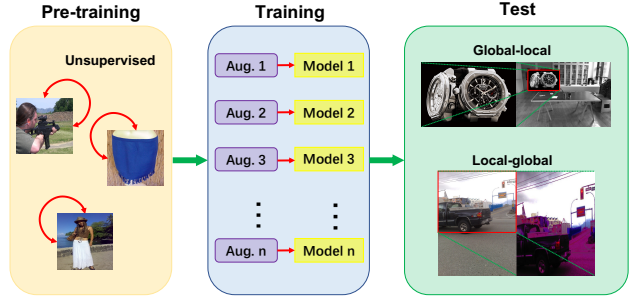 Pre-training
Training
Test
Unsupervised
Aug. 1
Model 1
Aug. 2
Model 2
Aug. 3
Model 3
Aug. n
Model n
Global-local
Local-global